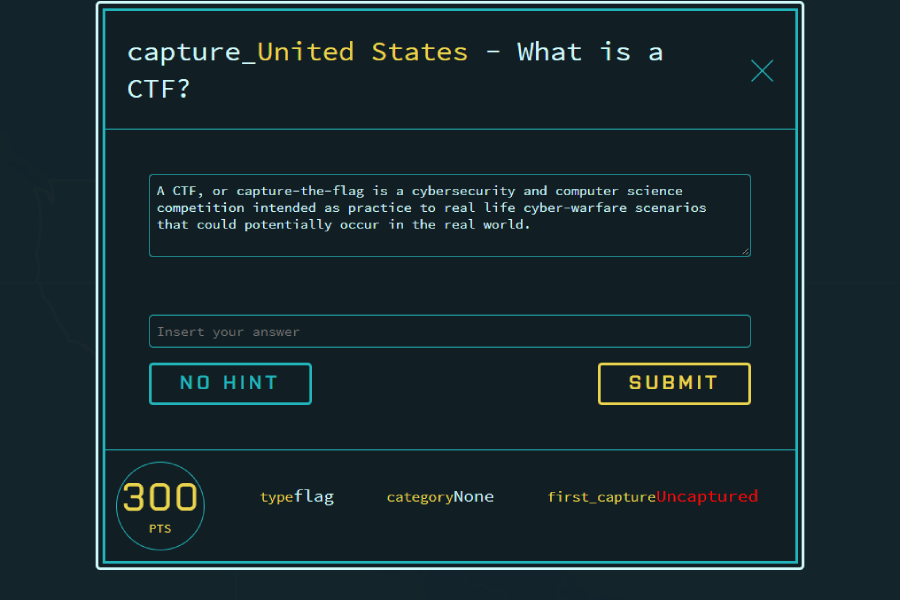 capture_United States - What is a
CTF?
A CTF, or capture-the-flag is a cybersecurity and computer science
competition intended as practice to real life cyber-warfare scenarios
that could potentially occur in the real world.
Insert your answer
NO HINT SUBMIT
300
PTS
typeflag categoryNone first_captureUncaptured